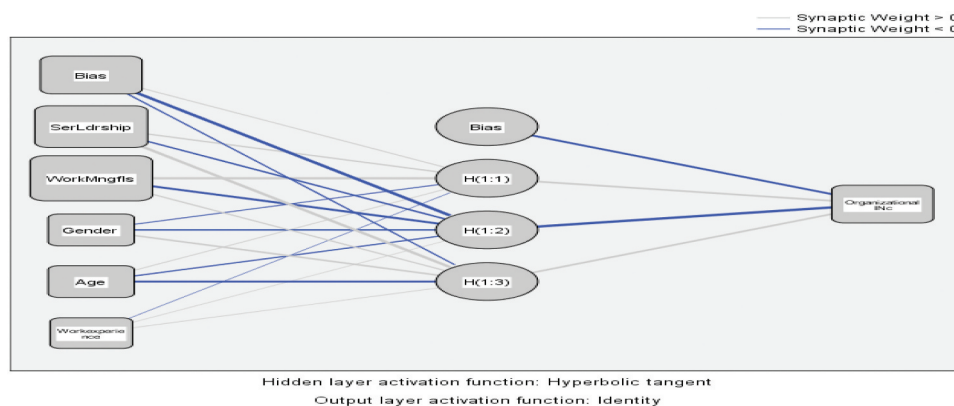 Synaptic Weight > 0
Synaptic Weight < 0
Bias
SerLdrship
WorkMngfls
Gender
Age
Workexperie
nce
Bias
H(1:1)
H(1:2)
H(1:3)
Organizational
INc
Hidden layer activation function: Hyperbolic tangent
Output layer activation function: Identity